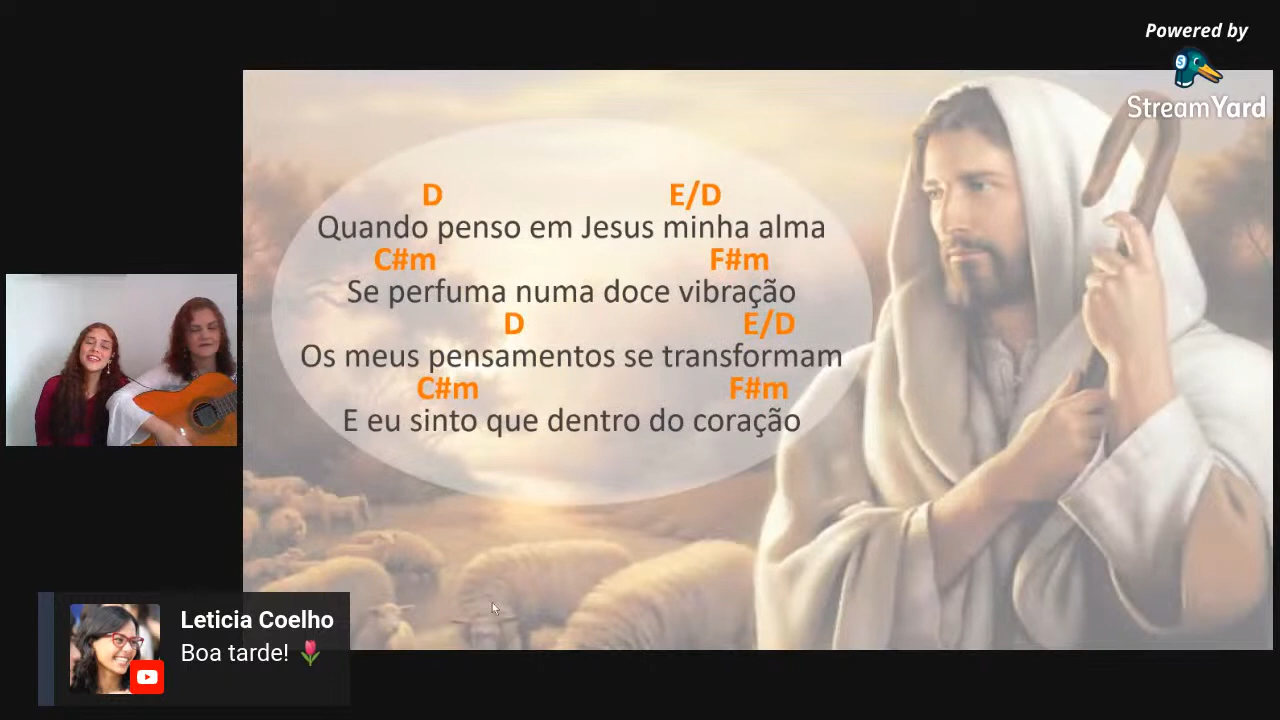 Powered by
StreamYard
D E/D
Quando penso em Jesus minha alma
C#m F#m
Se perfuma numa doce vibração
D E/D
Os meus pensamentos se transformam
C#m F#m
E eu sinto que dentro do coração
Leticia Coelho
Boa tarde! 🌷